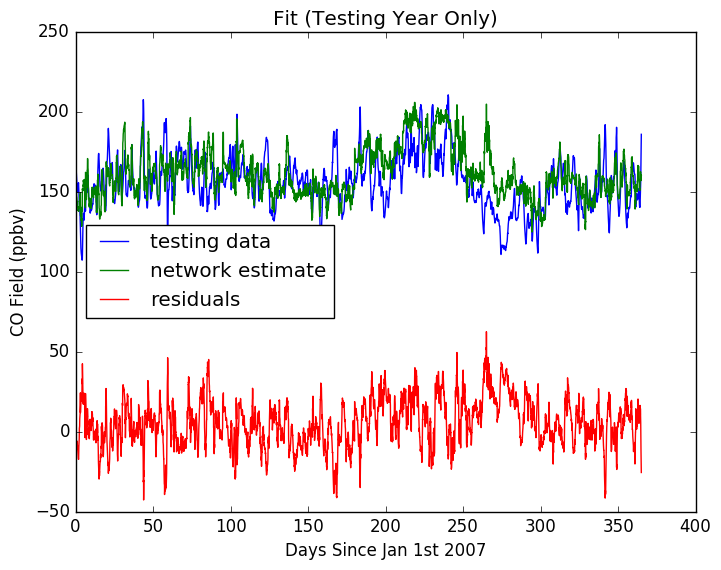 Fit (Testing Year Only)
250
200
150
100
50
0
−50
CO Field (ppbv)
testing data
network estimate
residuals
0 50 100 150 200 250 300 350 400
Days Since Jan 1st 2007